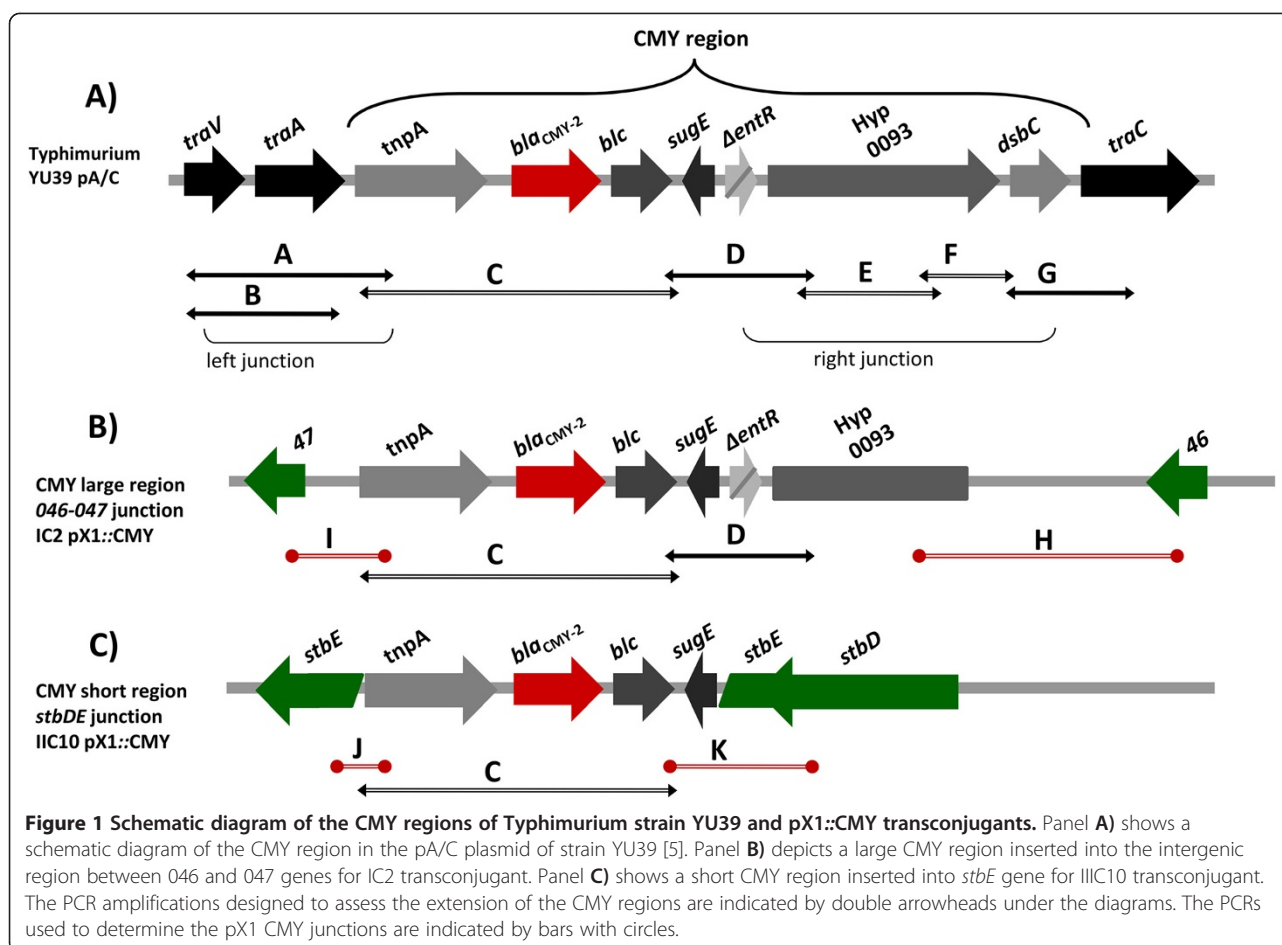 CMY region
A)
traV
traA
tnpA
blaCMY-2
blc
sugE
ΔentR
Hyp
0093
dsbC
traC
Typhimurium
YU39 pA/C
A
B
C
D
E
F
G
left junction
right junction
B)
47
tnpA
blaCMY-2
blc
sugE
ΔentR
Hyp
0093
46
CMY large region
046-047 junction
IC2 pX1::CMY
I
C
D
H
C)
stbE
tnpA
blaCMY-2
blc
sugE
stbE
stbD
CMY short region
stbDE junction
IIC10 pX1::CMY
J
C
K
Figure 1 Schematic diagram of the CMY regions of Typhimurium strain YU39 and pX1::CMY transconjugants. Panel A) shows a
schematic diagram of the CMY region in the pA/C plasmid of strain YU39 [5]. Panel B) depicts a large CMY region inserted into the intergenic
region between 046 and 047 genes for IC2 transconjugant. Panel C) shows a short CMY region inserted into stbE gene for IIIC10 transconjugant.
The PCR amplifications designed to assess the extension of the CMY regions are indicated by double arrowheads under the diagrams. The PCRs
used to determine the pX1 CMY junctions are indicated by bars with circles.